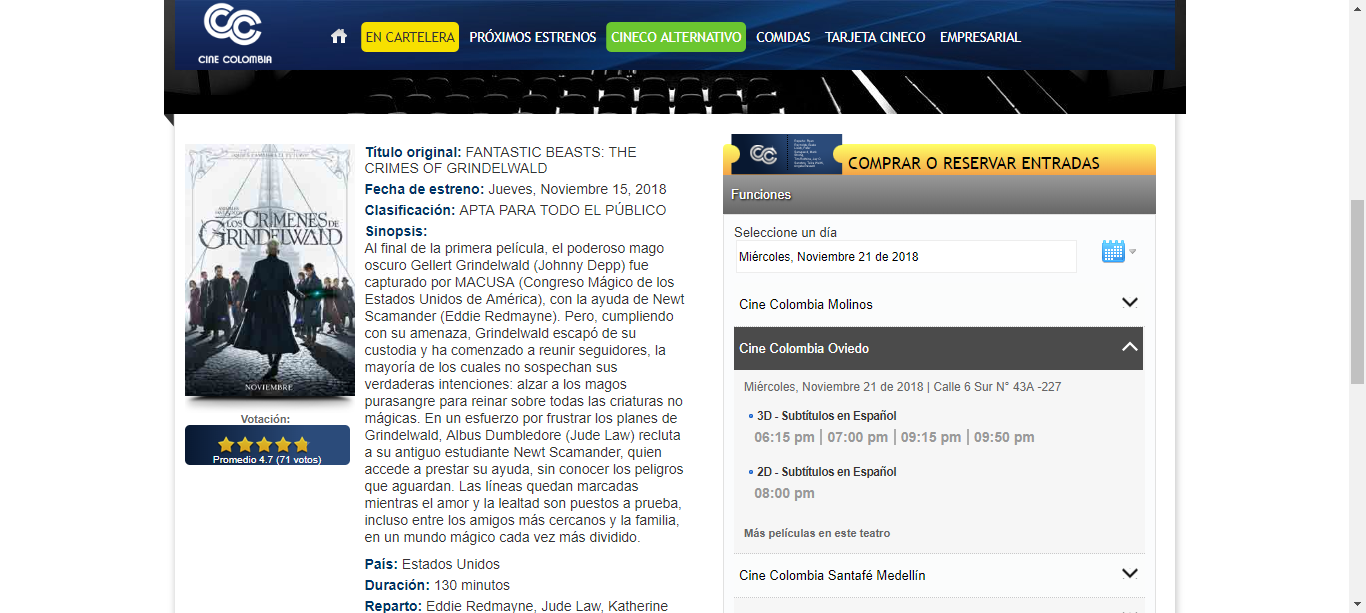 CINE COLOMBIA
EN CARTELERA PRÓXIMOS ESTRENOS CINECO ALTERNATIVO COMIDAS TARJETA CINECO EMPRESARIAL
LOS CRÍMENES DE
GRINDELWALD
NOVIEMBRE
Votación:
Promedio 4.7 (71 votos)
Título original: FANTASTIC BEASTS: THE
CRIMES OF GRINDELWALD
Fecha de estreno: Jueves, Noviembre 15, 2018
Clasificación: APTA PARA TODO EL PÚBLICO
Sinopsis:
Al final de la primera película, el poderoso mago
oscuro Gellert Grindelwald (Johnny Depp) fue
capturado por MACUSA (Congreso Mágico de los
Estados Unidos de América), con la ayuda de Newt
Scamander (Eddie Redmayne). Pero, cumpliendo
con su amenaza, Grindelwald escapó de su
custodia y ha comenzado a reunir seguidores, la
mayoría de los cuales no sospechan sus
verdaderas intenciones: alzar a los magos
purasangre para reinar sobre todas las criaturas no
mágicas. En un esfuerzo por frustrar los planes de
Grindelwald, Albus Dumbledore (Jude Law) recluta
a su antiguo estudiante Newt Scamander, quien
accede a prestar su ayuda, sin conocer los peligros
que aguardan. Las líneas quedan marcadas
mientras el amor y la lealtad son puestos a prueba,
incluso entre los amigos más cercanos y la familia,
en un mundo mágico cada vez más dividido.
País: Estados Unidos
Duración: 130 minutos
Reparto: Eddie Redmayne, Jude Law, Katherine
COMPRAR O RESERVAR ENTRADAS
Funciones
Seleccione un día
Miércoles, Noviembre 21 de 2018
Cine Colombia Molinos
Cine Colombia Oviedo
Miércoles, Noviembre 21 de 2018 | Calle 6 Sur N° 43A -227
3D - Subtítulos en Español
06:15 pm | 07:00 pm | 09:15 pm | 09:50 pm
2D - Subtítulos en Español
08:00 pm
Más películas en este teatro
Cine Colombia Santafé Medellín